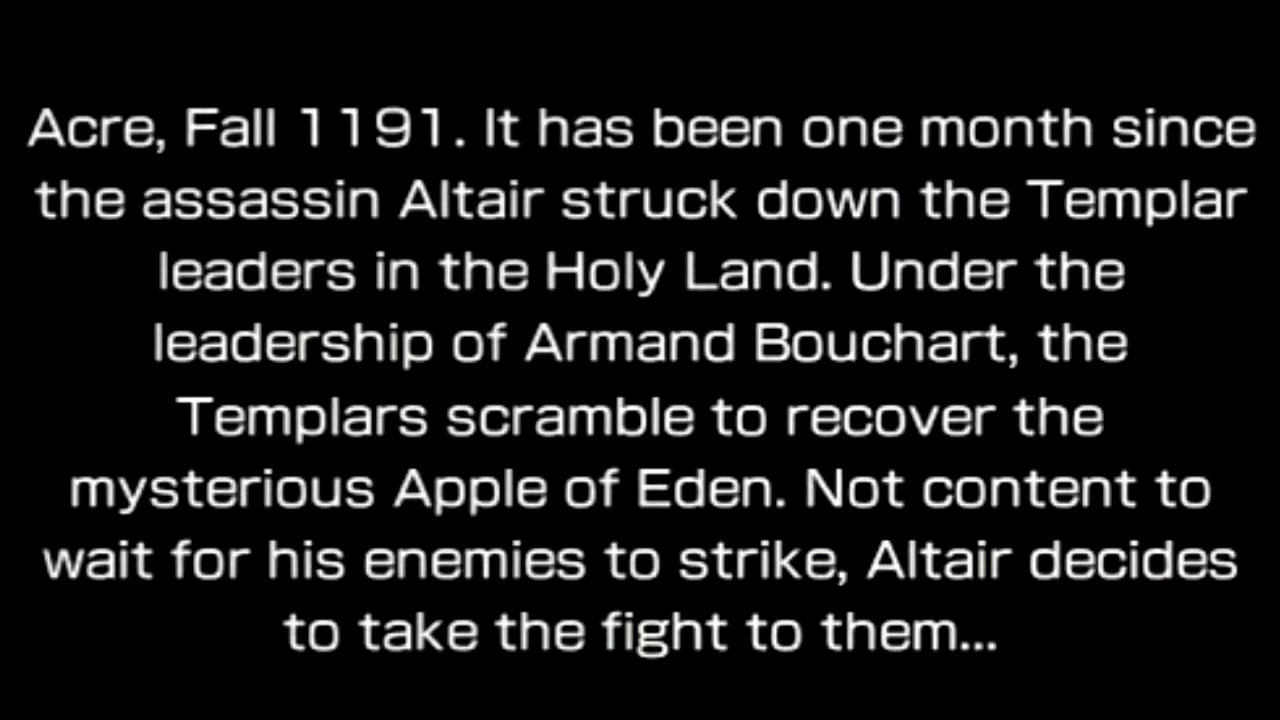 Acre, Fall 1191. It has been one month since
the assassin Altair struck down the Templar
leaders in the Holy Land. Under the
leadership of Armand Bouchart, the
Templars scramble to recover the
mysterious Apple of Eden. Not content to
wait for his enemies to strike, Altair decides
to take the fight to them...